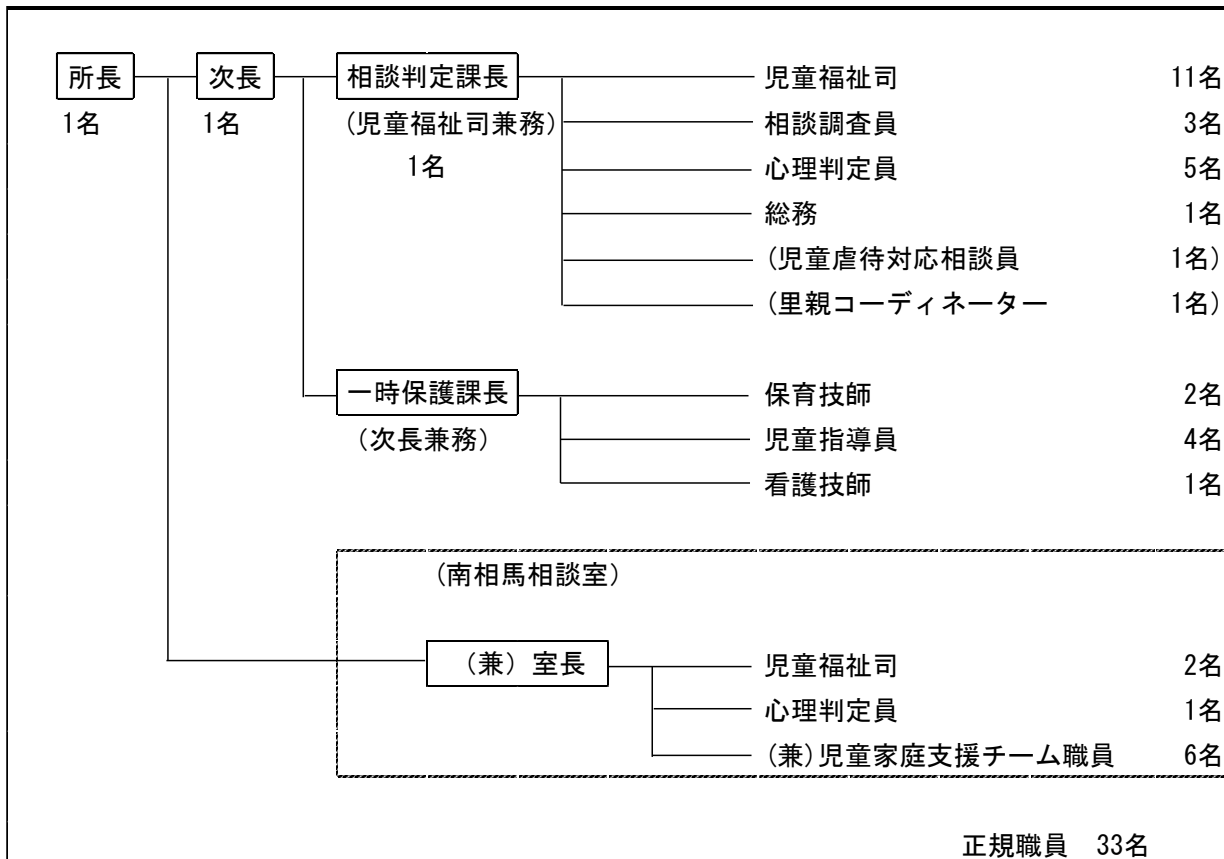 所長 次長 相談判定課長 児童福祉司 11名
1名 1名 (児童福祉司兼務) 相談調査員 3名
1名 心理判定員 5名
総務 1名
(児童虐待対応相談員 1名)
(里親コーディネーター 1名)
一時保護課長 保育技師 2名
(次長兼務) 児童指導員 4名
看護技師 1名
(南相馬相談室)
(兼) 室長 児童福祉司 2名
心理判定員 1名
(兼)児童家庭支援チーム職員 6名
正規職員 33名